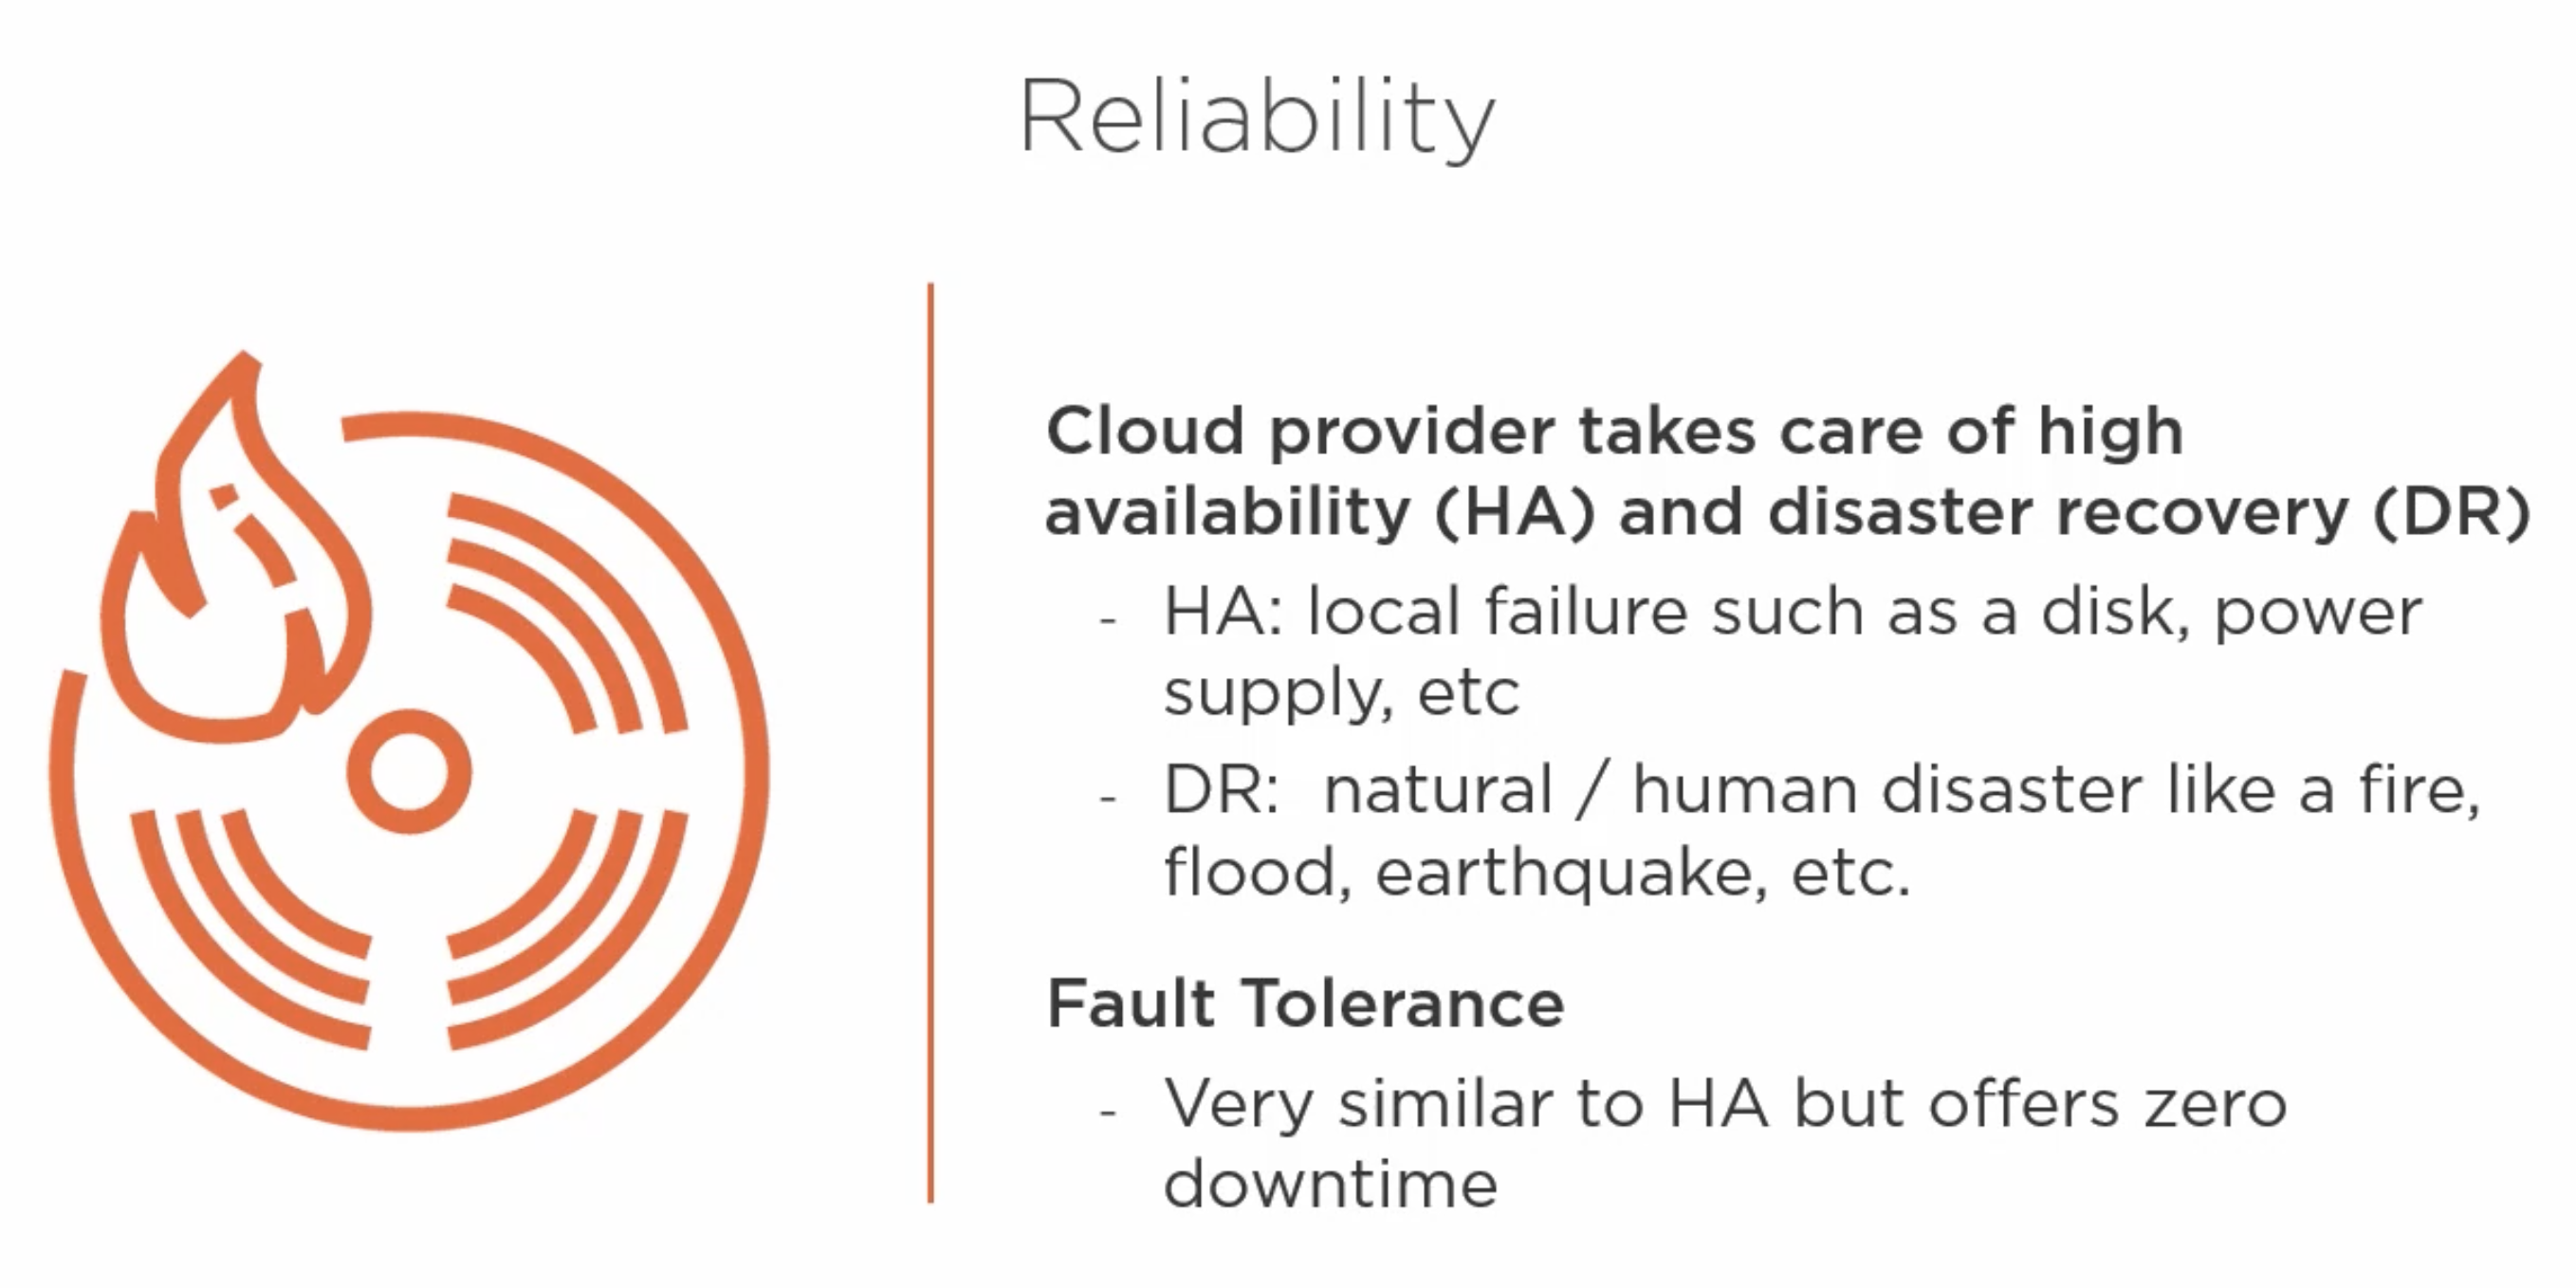 Reliability
Cloud provider takes care of high
availability (HA) and disaster recovery (DR)
- HA: local failure such as a disk, power
supply, etc
- DR:  natural / human disaster like a fire,
flood, earthquake, etc.
Fault Tolerance
- Very similar to HA but offers zero
downtime